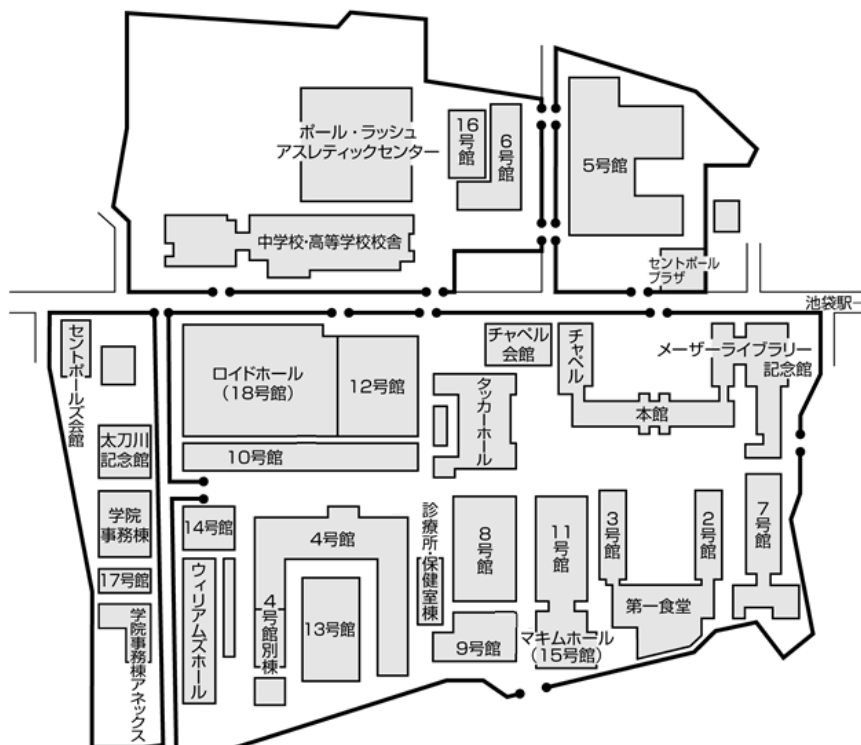 ポール・ラッシュ
アスレティックセンター
16号館
6号館
5号館
中学校・高等学校校舎
セントポール
プラザ
池袋駅
セントポールズ会館
ロイドホール
(18号館)
12号館
チャペル
会館
チャペル
メーザーライブラリー
記念館
本館
タッカーホール
太刀川
記念館
10号館
学院
事務棟
14号館
4号館
診療所・保健室棟
8号館
11号館
3号館
2号館
7号館
17号館
ウィリアムズホール
4号館別棟
13号館
第一食堂
学院事務棟アネックス
9号館
マキムホール
(15号館)